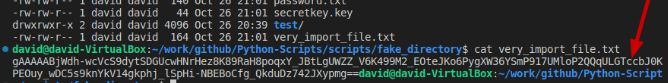 -rw-rw-r-- 1 david david  140 Oct 26 21:01 password.txt
-rw-rw-r-- 1 david david   44 Oct 26 21:01 secretkey.key
drwxrwxr-x 2 david david 4096 Oct 26 20:39 test/
-rw-rw-r-- 1 david david  140 Oct 26 21:01 very_import_file.txt
david@david-VirtualBox:~/work/github/Python-Scripts/scripts/fake_directory$ cat very_import_file.txt
gAAAAABjWdh-wcVcS9dytSDGUcwHNrHez8K89RaH8poqxY_JBtLgUWZZ_V6K499M2_EOteJKo6PygXW36YSmP917UMloP2QQqULGTccbJ0K
PEOuy_wDC5s9knYkV14gkphj_lSpHi-NBEBoCfg_QkduDz742JXypmg==david@david-VirtualBox:~/work/github/Python-Script